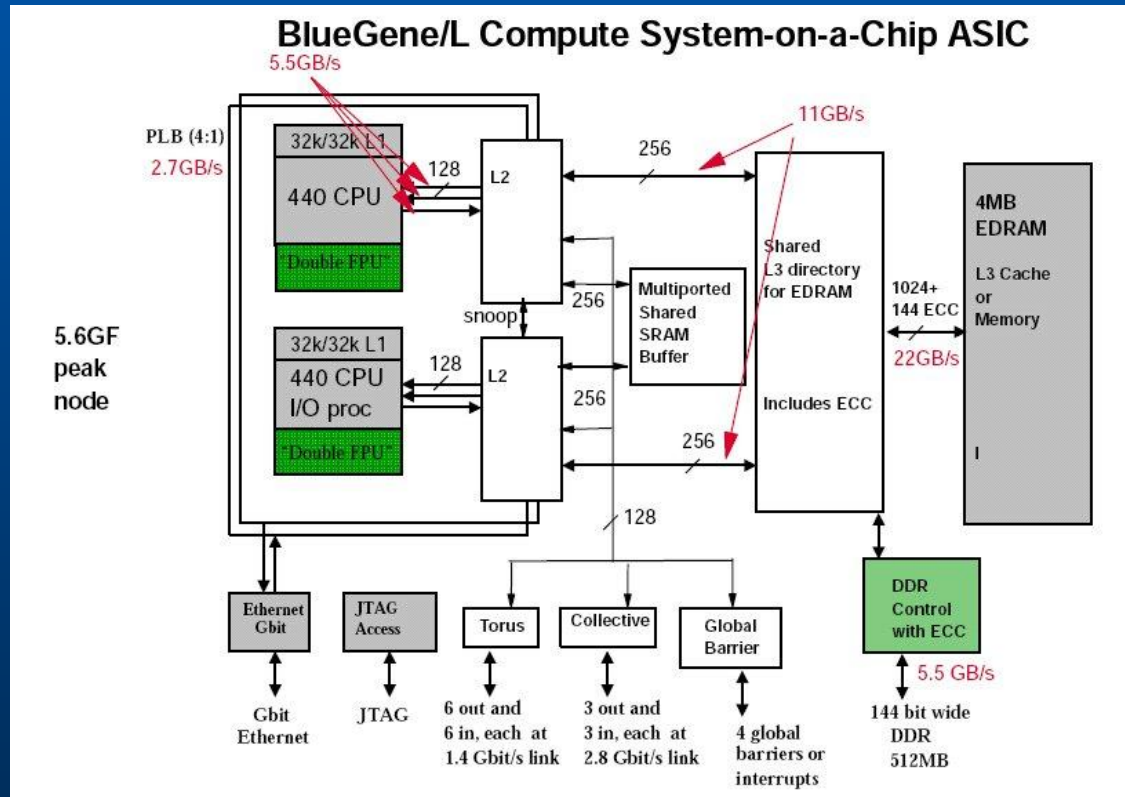 BlueGene/L Compute System-on-a-Chip ASIC
5.5GB/s
11GB/s
PLB (4:1)
2.7GB/s
32k/32k L1
440 CPU
"Double FPU"
128
L2
256
Shared
L3 directory
for EDRAM
Includes ECC
4MB
EDRAM
L3 Cache
or
Memory
I
1024+
144 ECC
22GB/s
256
Multiported
Shared
SRAM
Buffer
snoop
5.6GF
peak
node
32k/32k L1
440 CPU
I/O proc
"Double FPU"
128
L2
256
256
128
Ethernet
Gbit
JTAG
Access
Torus
Collective
Global
Barrier
DDR
Control
with ECC
5.5 GB/s
Gbit
Ethernet
JTAG
6 out and
6 in, each at
1.4 Gbit/s link
3 out and
3 in, each at
2.8 Gbit/s link
4 global
barriers or
interrupts
144 bit wide
DDR
512MB